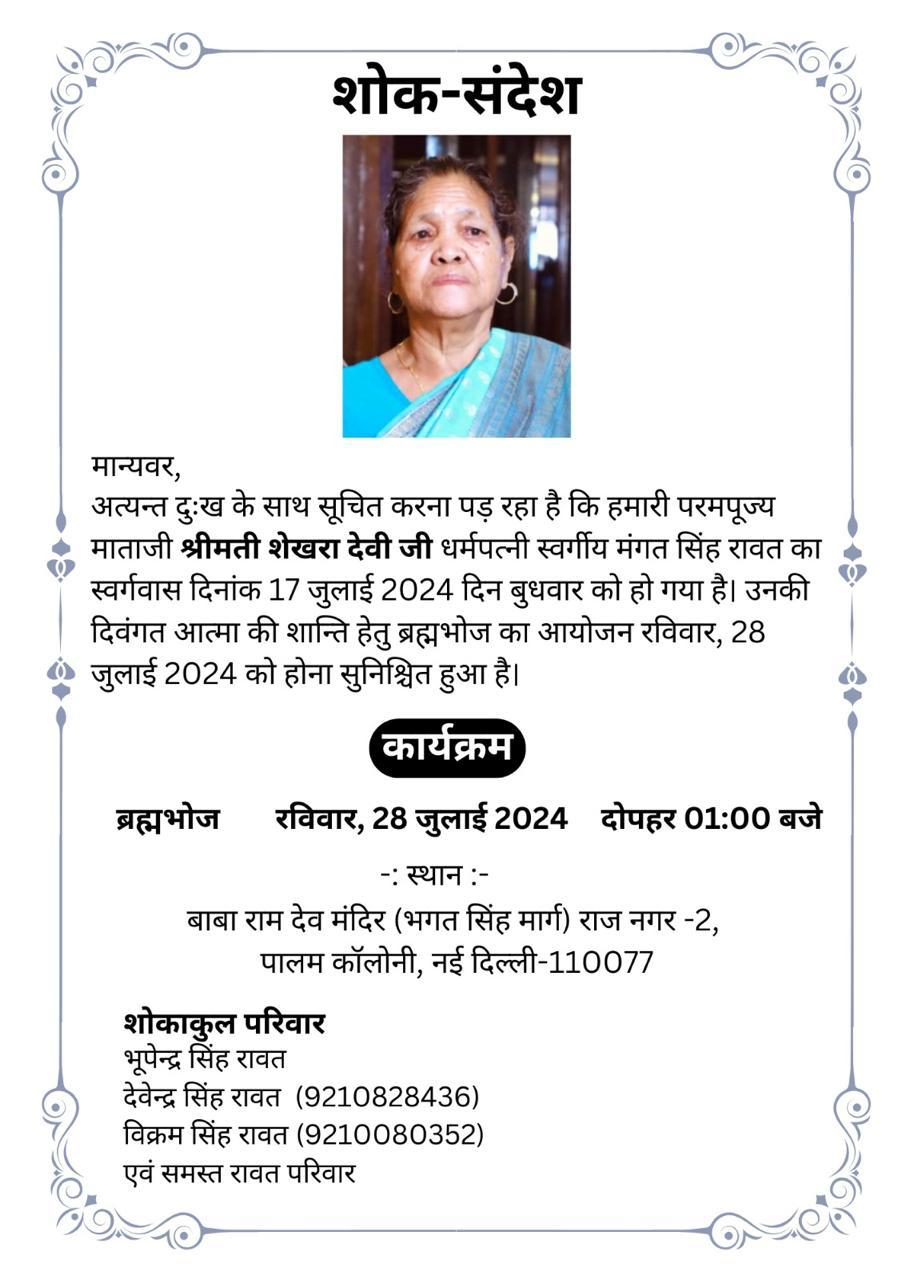 शोक-संदेश
मान्यवर,
अत्यन्त दुःख के साथ सूचित करना पड़ रहा है कि हमारी परमपूज्य
माताजी श्रीमती शेखरा देवी जी धर्मपत्नी स्वर्गीय मंगत सिंह रावत का
स्वर्गवास दिनांक 17 जुलाई 2024 दिन बुधवार को हो गया है। उनकी
दिवंगत आत्मा की शान्ति हेतु ब्रह्मभोज का आयोजन रविवार, 28
जुलाई 2024 को होना सुनिश्चित हुआ है।
कार्यक्रम
ब्रह्मभोज रविवार, 28 जुलाई 2024 दोपहर 01:00 बजे
-: स्थान :-
बाबा राम देव मंदिर (भगत सिंह मार्ग) राज नगर -2,
पालम कॉलोनी, नई दिल्ली-110077
शोकाकुल परिवार
भूपेन्द्र सिंह रावत
देवेन्द्र सिंह रावत (9210828436)
विक्रम सिंह रावत (9210080352)
एवं समस्त रावत परिवार